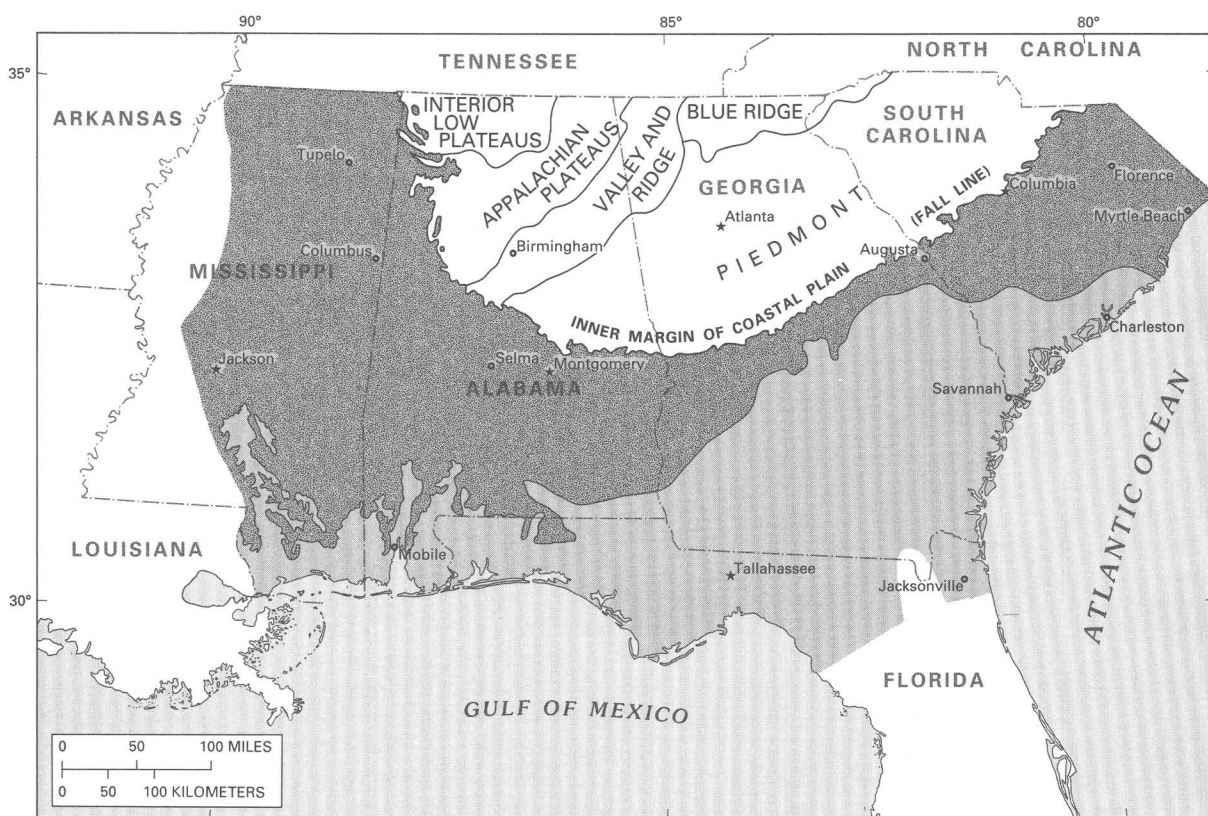 90°
85°
80°
35°
TENNESSEE
NORTH CAROLINA
ARKANSAS
INTERIOR
LOW
PLATEAUS
BLUE RIDGE
SOUTH
CAROLINA
Tupelo
APPALACHIAN
PLATEAUS
VALLEY AND
RIDGE
GEORGIA
(FALL LINE)
Columbia
Florence
Atlanta
Myrtle Beach
Columbus
Birmingham
PIEDMONT
Augusta
MISSISSIPPI
INNER MARGIN OF COASTAL PLAIN
Charleston
Jackson
Selma
Montgomery
ALABAMA
Savannah
ATLANTIC OCEAN
LOUISIANA
Mobile
Tallahassee
Jacksonville
30°
FLORIDA
GULF OF MEXICO
0 50 100 MILES
0 50 100 KILOMETERS